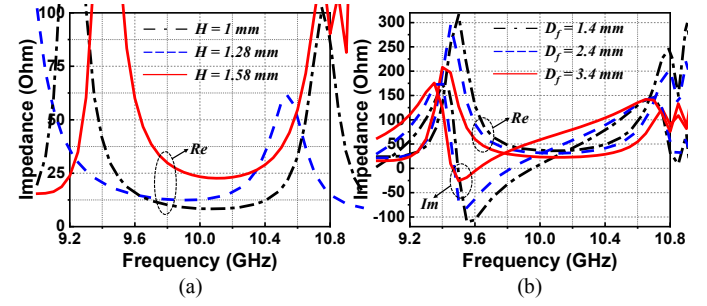 Impedance (Ohm)
100
75
50
25
0
H = 1 mm
H = 1.28 mm
H = 1.58 mm
Re
9.2 9.6 10.0 10.4 10.8
Frequency (GHz)
(a)
Impedance (Ohm)
300
250
200
150
100
50
0
-50
-100
D_f = 1.4 mm
D_f = 2.4 mm
D_f = 3.4 mm
Re
Im
9.2 9.6 10.0 10.4 10.8
Frequency (GHz)
(b)